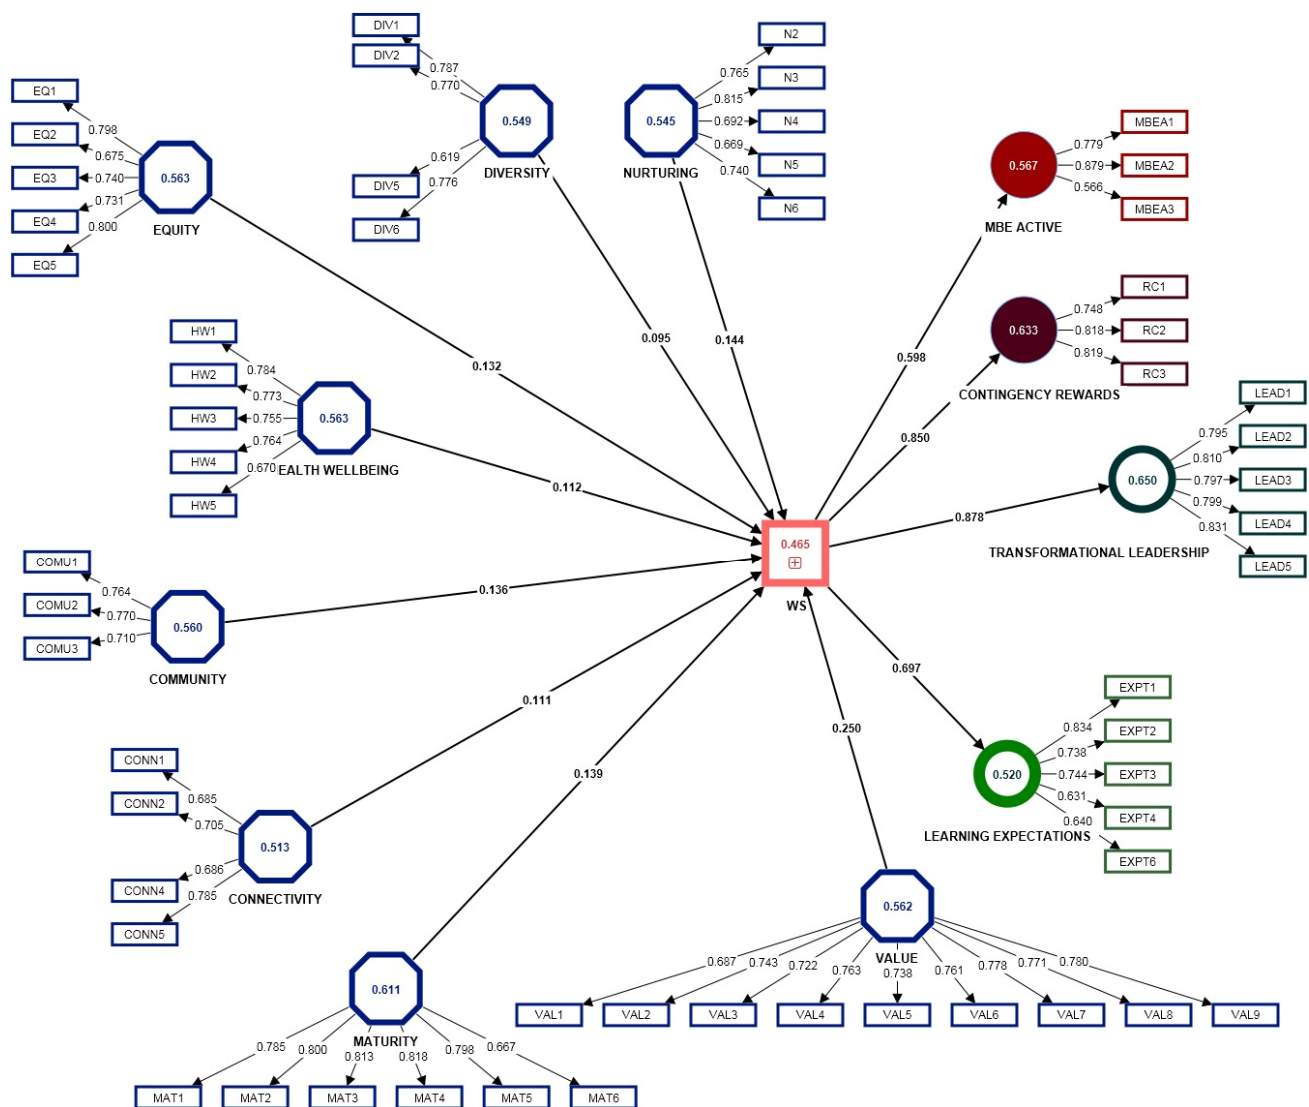 DIV1
DIV2
0.787
0.770
0.619
0.776
DIV5
DIV6
0.549
DIVERSITY
N2
N3
N4
N5
N6
0.765
0.815
0.692
0.669
0.740
0.545
NURTURING
EQ1
EQ2
EQ3
EQ4
EQ5
0.798
0.675
0.740
0.731
0.800
0.563
EQUITY
MBEA1
MBEA2
MBEA3
0.779
0.879
0.566
0.567
MBE ACTIVE
RC1
RC2
RC3
0.748
0.818
0.819
0.633
CONTINGENCY REWARDS
HW1
HW2
HW3
HW4
HW5
0.784
0.773
0.755
0.764
0.670
0.563
EALTH WELLBEING
LEAD1
LEAD2
LEAD3
LEAD4
LEAD5
0.795
0.810
0.797
0.799
0.831
0.650
TRANSFORMATIONAL LEADERSHIP
0.132
0.095
0.144
0.598
0.850
0.878
0.112
0.136
0.111
0.139
0.250
0.697
0.465
WS
COMU1
COMU2
COMU3
0.764
0.770
0.710
0.560
COMMUNITY
CONN1
CONN2
CONN4
CONN5
0.685
0.705
0.686
0.785
0.513
CONNECTIVITY
EXPT1
EXPT2
EXPT3
EXPT4
EXPT6
0.834
0.738
0.744
0.631
0.640
0.520
LEARNING EXPECTATIONS
0.562
VALUE
0.687
0.743
0.722
0.763
0.738
0.761
0.778
0.771
0.780
VAL1
VAL2
VAL3
VAL4
VAL5
VAL6
VAL7
VAL8
VAL9
0.611
MATURITY
0.785
0.800
0.813
0.818
0.798
0.667
MAT1
MAT2
MAT3
MAT4
MAT5
MAT6